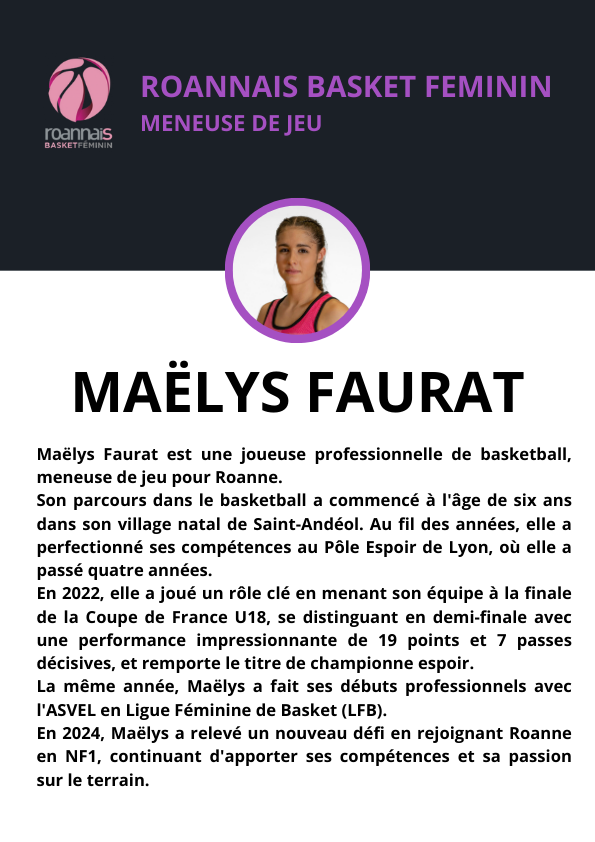 ROANNAIS BASKET FEMININ
MENEUSE DE JEU
roannais
BASKETFÉMININ
MAËLYS FAURAT
Maëlys Faurat est une joueuse professionnelle de basketball,
meneuse de jeu pour Roanne.
Son parcours dans le basketball a commencé à l'âge de six ans
dans son village natal de Saint-Andéol. Au fil des années, elle a
perfectionné ses compétences au Pôle Espoir de Lyon, où elle a
passé quatre années.
En 2022, elle a joué un rôle clé en menant son équipe à la finale
de la Coupe de France U18, se distinguant en demi-finale avec
une performance impressionnante de 19 points et 7 passes
décisives, et remporte le titre de championne espoir.
La même année, Maëlys a fait ses débuts professionnels avec
l'ASVEL en Ligue Féminine de Basket (LFB).
En 2024, Maëlys a relevé un nouveau défi en rejoignant Roanne
en NF1, continuant d'apporter ses compétences et sa passion
sur le terrain.